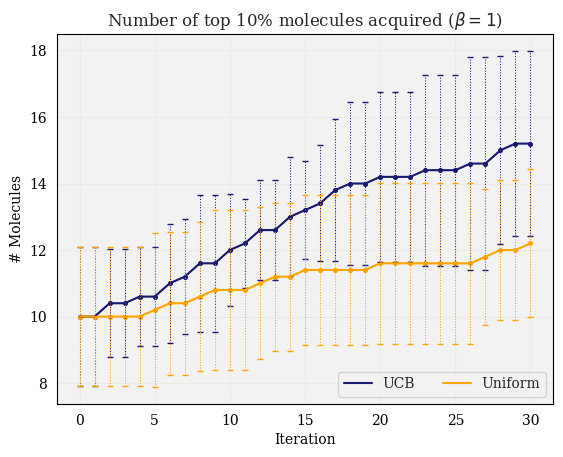 Number of top 10% molecules acquired (β = 1)
# Molecules
18
16
14
12
10
8
0 5 10 15 20 25 30
Iteration
UCB Uniform